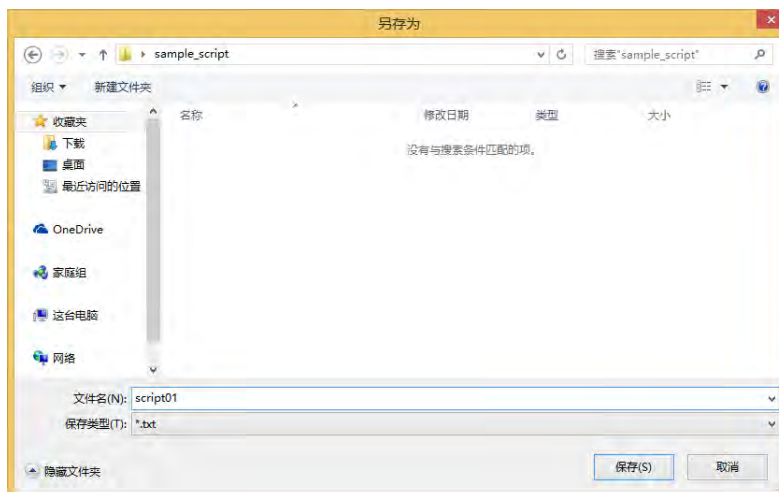 另存为
sample_script
搜索"sample_script"
组织 新建文件夹
名称 修改日期 类型 大小
没有与搜索条件匹配的项。
收藏夹
下载
桌面
最近访问的位置
OneDrive
家庭组
这台电脑
网络
文件名(N): script01
保存类型(T): *.txt
隐藏文件夹 保存(S) 取消